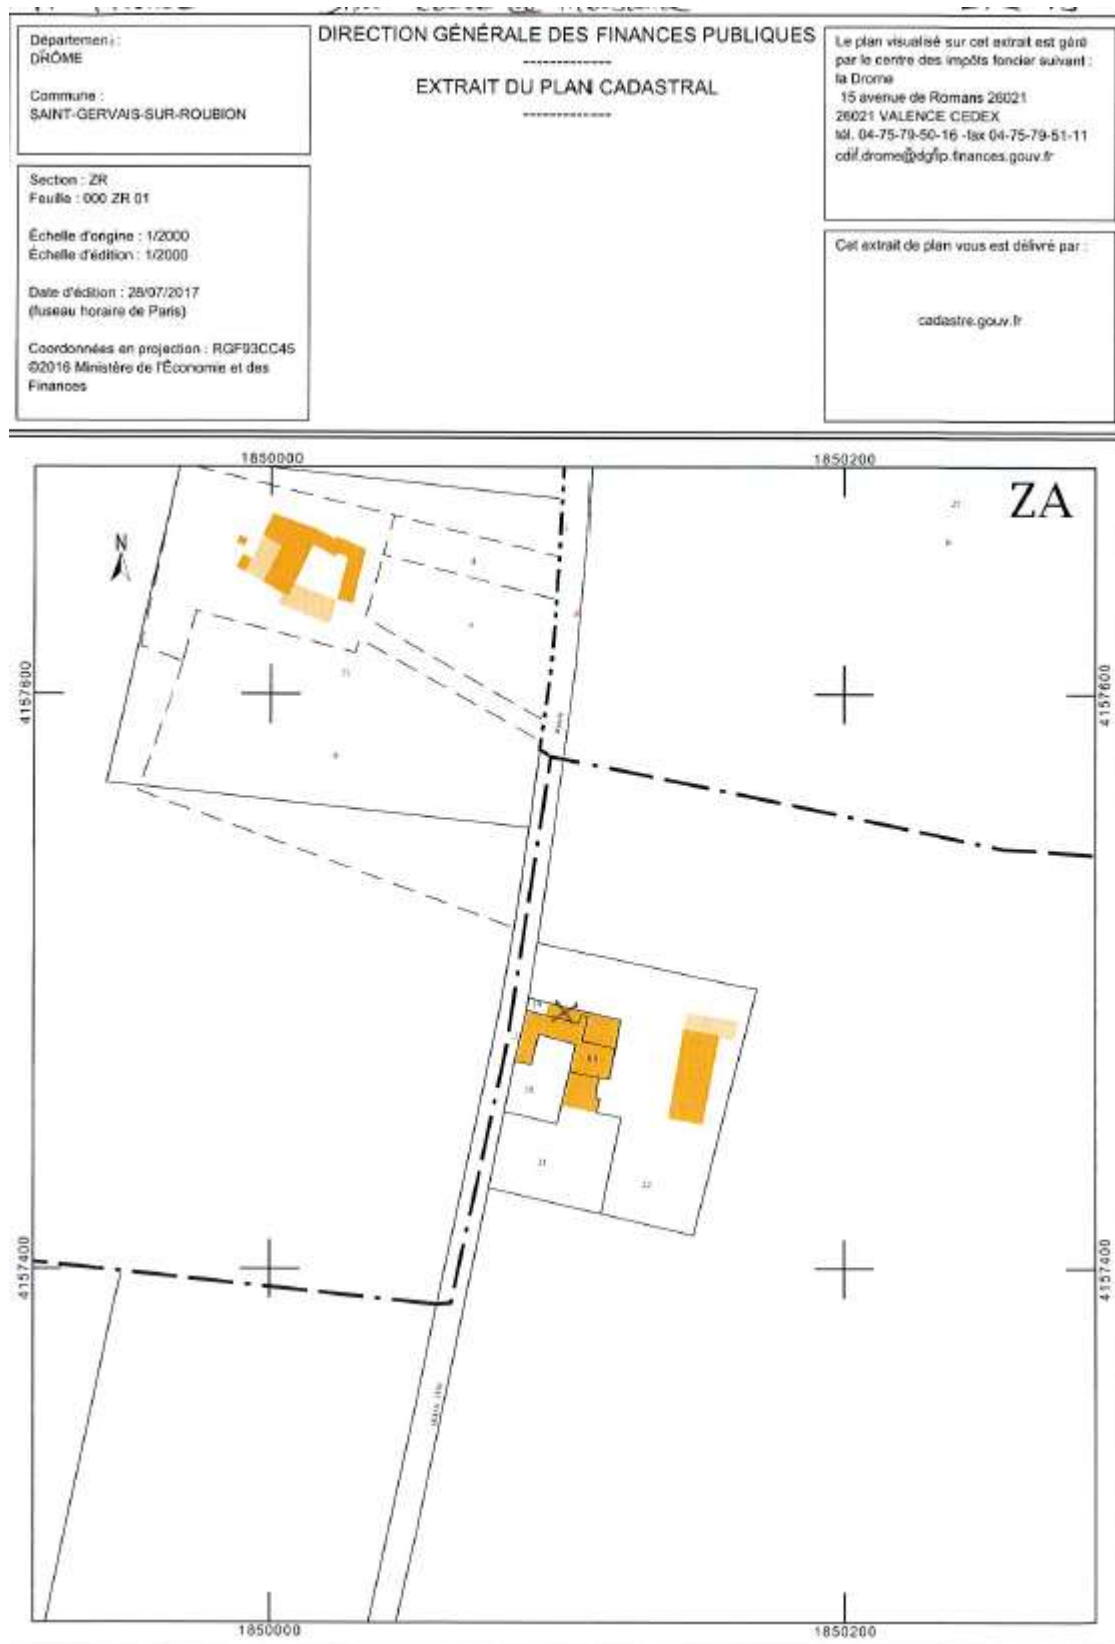 DIRECTION GÉNÉRALE DES FINANCES PUBLIQUES
-------------
EXTRAIT DU PLAN CADASTRAL
-------------
Département :
DRÔME
Commune :
SAINT-GERVAIS-SUR-ROUBION
Section : ZR
Feuille : 000 ZR 01
Échelle d'origine : 1/2000
Échelle d'édition : 1/2000
Date d'édition : 28/07/2017
(fuseau horaire de Paris)
Coordonnées en projection : RGF93CC45
©2016 Ministère de l'Économie et des
Finances
Le plan visualisé sur cet extrait est géré
par le centre des impôts foncier suivant :
la Drome
15 avenue de Romans 26021
26021 VALENCE CEDEX
tél. 04-75-79-50-16 -fax 04-75-79-51-11
cdif.drome@dgfip.finances.gouv.fr
Cet extrait de plan vous est délivré par :
cadastre.gouv.fr
1850000
1850200
ZA
N
4157600
4157600
11
12
4157400
4157400
1850000
1850200